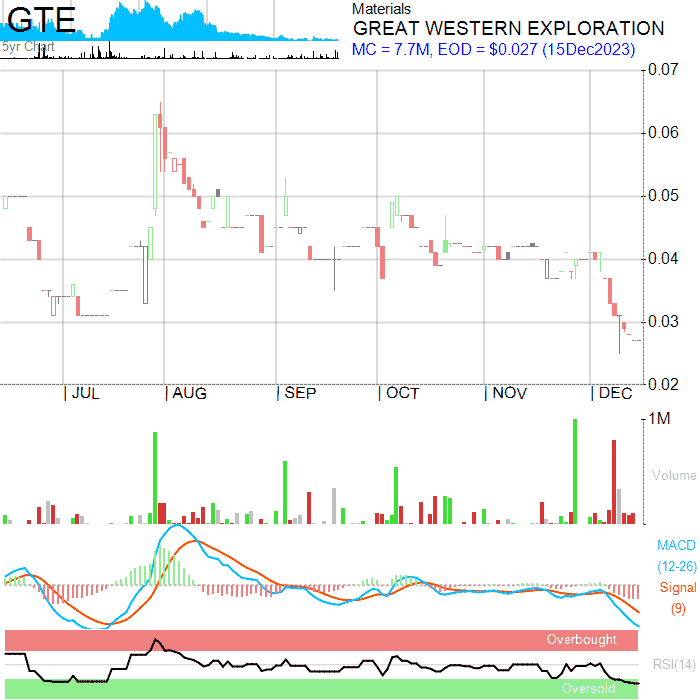 GTE
5yr Chart
Materials
GREAT WESTERN EXPLORATION
MC = 7.7M, EOD = $0.027 (15Dec2023)
0.07
0.06
0.05
0.04
0.03
0.02
JUL AUG SEP OCT NOV DEC
1M
Volume
MACD
(12-26)
Signal
(9)
Overbought
RSI(14)
Oversold